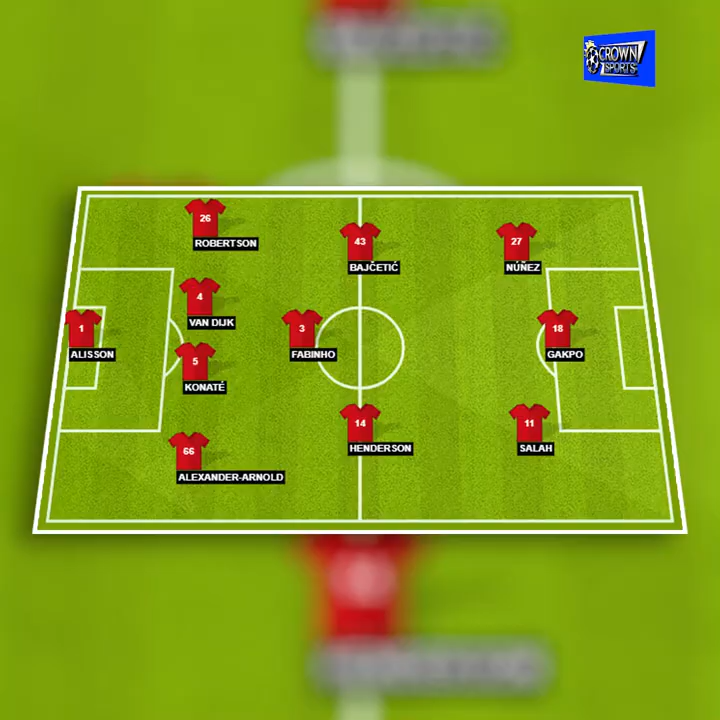 CROWN
SPORTS
26
ROBERTSON
43
BAJČETIĆ
27
NÚÑEZ
4
VAN DIJK
1
ALISSON
3
FABINHO
18
GAKPO
5
KONATÉ
14
HENDERSON
11
SALAH
66
ALEXANDER-ARNOLD